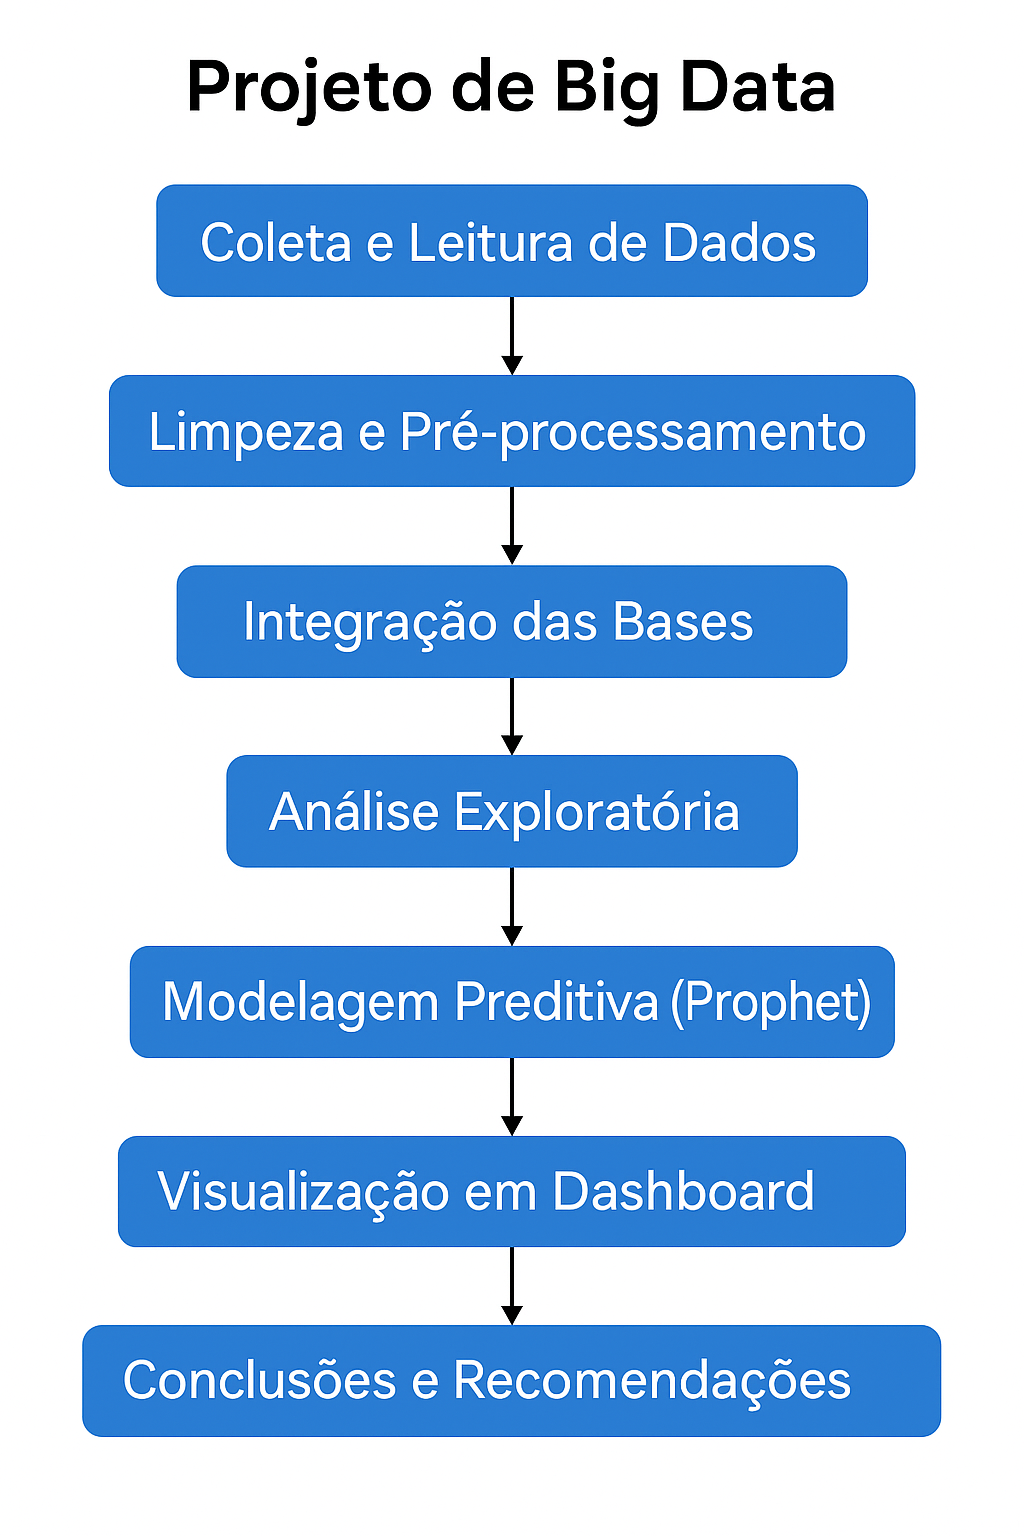 Projeto de Big Data
Coleta e Leitura de Dados
Limpeza e Pré-processamento
Integração das Bases
Análise Exploratória
Modelagem Preditiva (Prophet)
Visualização em Dashboard
Conclusões e Recomendações